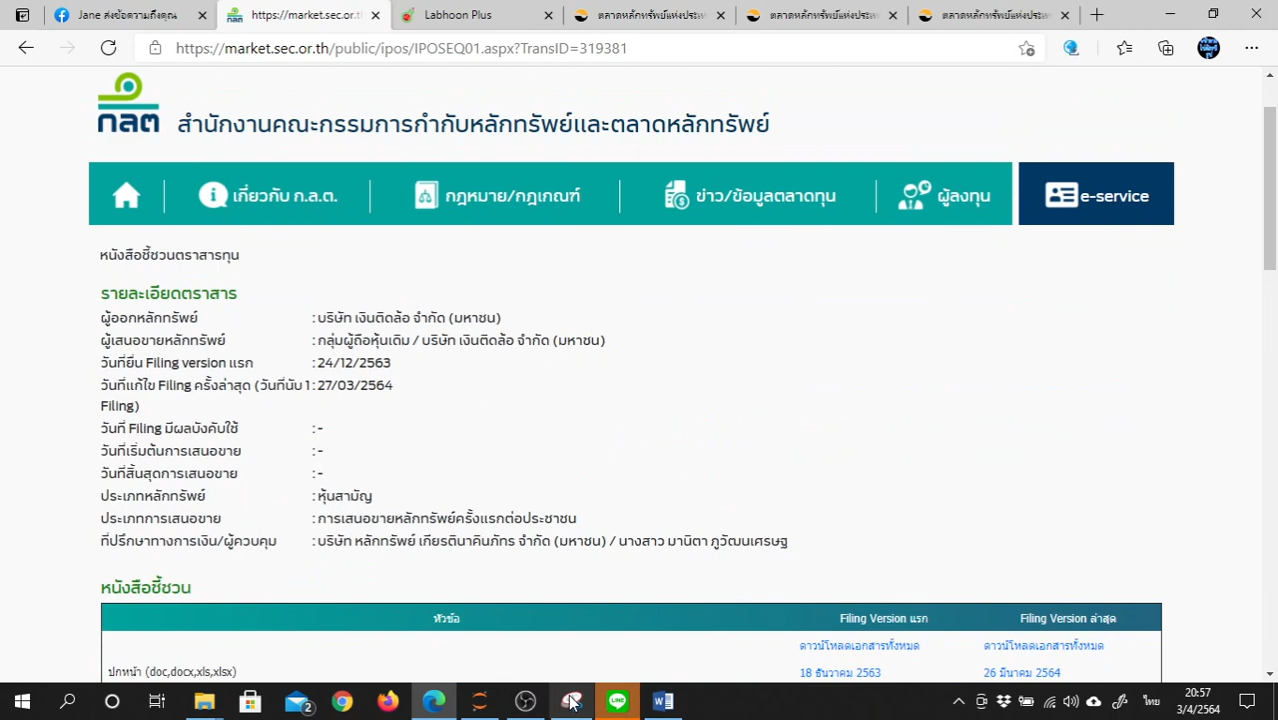 Jane ส่งข้อความถึงคุณ
https://market.sec.or.t
Labhoon Plus
ตลาดหลักทรัพย์แห่งประเท
ตลาดหลักทรัพย์แห่งประเท
ตลาดหลักทรัพย์แห่งประเท
https://market.sec.or.th/public/ipos/IPOSEQ01.aspx?TransID=319381
กลต สำนักงานคณะกรรมการกำกับหลักทรัพย์และตลาดหลักทรัพย์
เกี่ยวกับ ก.ล.ต.
กฎหมาย/กฎเกณฑ์
ข่าว/ข้อมูลตลาดทุน
ผู้ลงทุน
e-service
หนังสือชี้ชวนตราสารทุน
รายละเอียดตราสาร
ผู้ออกหลักทรัพย์ : บริษัท เงินติดล้อ จำกัด (มหาชน)
ผู้เสนอขายหลักทรัพย์ : กลุ่มผู้ถือหุ้นเดิม / บริษัท เงินติดล้อ จำกัด (มหาชน)
วันที่ยื่น Filing version แรก : 24/12/2563
วันที่แก้ไข Filing ครั้งล่าสุด (วันที่นับ 1 : 27/03/2564
Filing)
วันที่ Filing มีผลบังคับใช้ : -
วันที่เริ่มต้นการเสนอขาย : -
วันที่สิ้นสุดการเสนอขาย : -
ประเภทหลักทรัพย์ : หุ้นสามัญ
ประเภทการเสนอขาย : การเสนอขายหลักทรัพย์ครั้งแรกต่อประชาชน
ที่ปรึกษาทางการเงิน/ผู้ควบคุม : บริษัท หลักทรัพย์ เกียรตินาคินภัทร จำกัด (มหาชน) / นางสาว มานิตา ภูวัฒนเศรษฐ
หนังสือชี้ชวน
หัวข้อ Filing Version แรก Filing Version ล่าสุด
ดาวน์โหลดเอกสารทั้งหมด ดาวน์โหลดเอกสารทั้งหมด
ปกหน้า (doc,docx,xls,xlsx) 18 ธันวาคม 2563 26 มีนาคม 2564
2
LINE
W
ไทย
20:57
3/4/2564